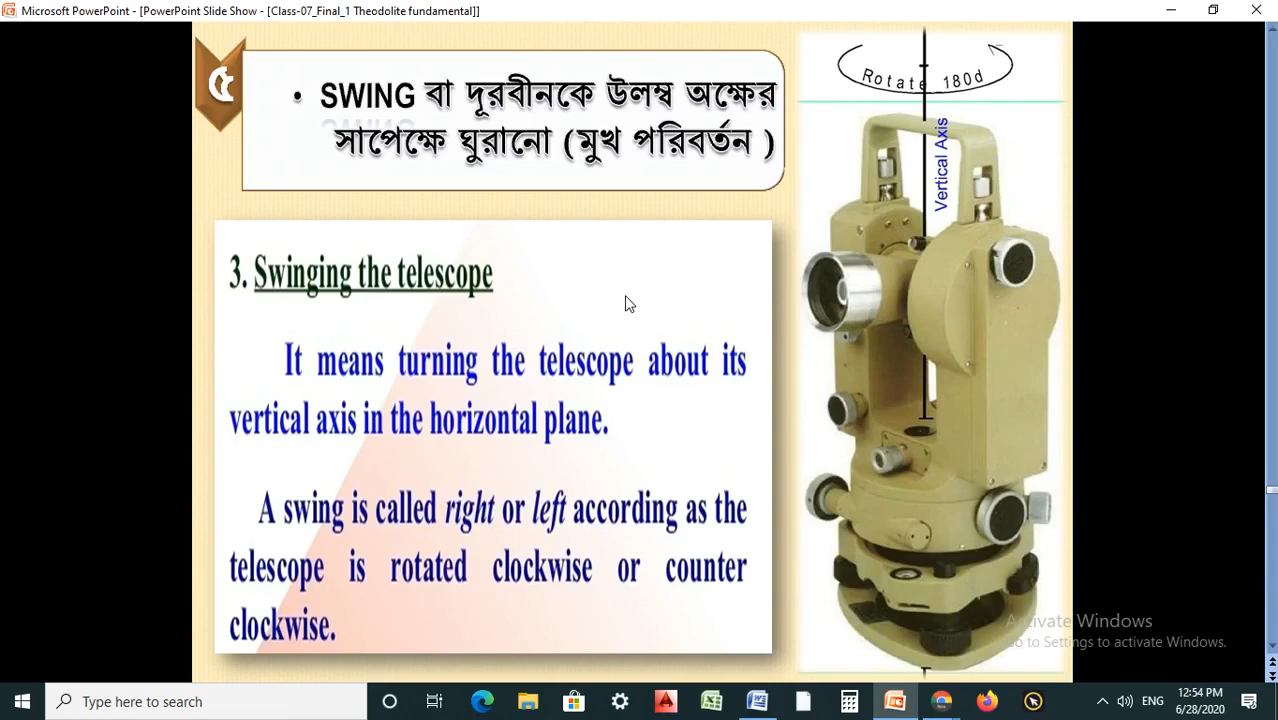 Microsoft PowerPoint - [PowerPoint Slide Show - [Class-07_Final_1 Theodolite fundamental]]
৫
• SWING বা দূরবীনকে উলম্ব অক্ষের
সাপেক্ষে ঘুরানো (মুখ পরিবর্তন )
3. Swinging the telescope
It means turning the telescope about its
vertical axis in the horizontal plane.
A swing is called right or left according as the
telescope is rotated clockwise or counter
clockwise.
Rotate 180d
Vertical Axis
Activate Windows
Go to Settings to activate Windows.
Type here to search
ENG
12:54 PM
6/28/2020